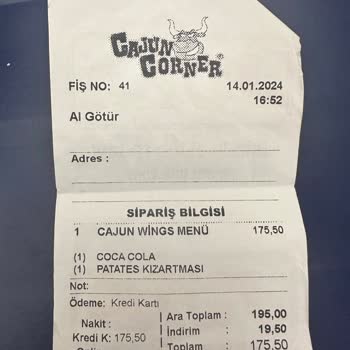 CAJUN
CORNER
FİŞ NO: 41
14.01.2024
16:52
Al Götür
Adres :
SİPARİŞ BİLGİSİ
1 CAJUN WİNGS MENÜ 175,50
(1) COCA COLA
(1) PATATES KIZARTMASI
Not:
Ödeme: Kredi Kartı
Ara Toplam : 195,00
Nakit :
İndirim : 19,50
Kredi K: 175,50
Toplam : 175,50